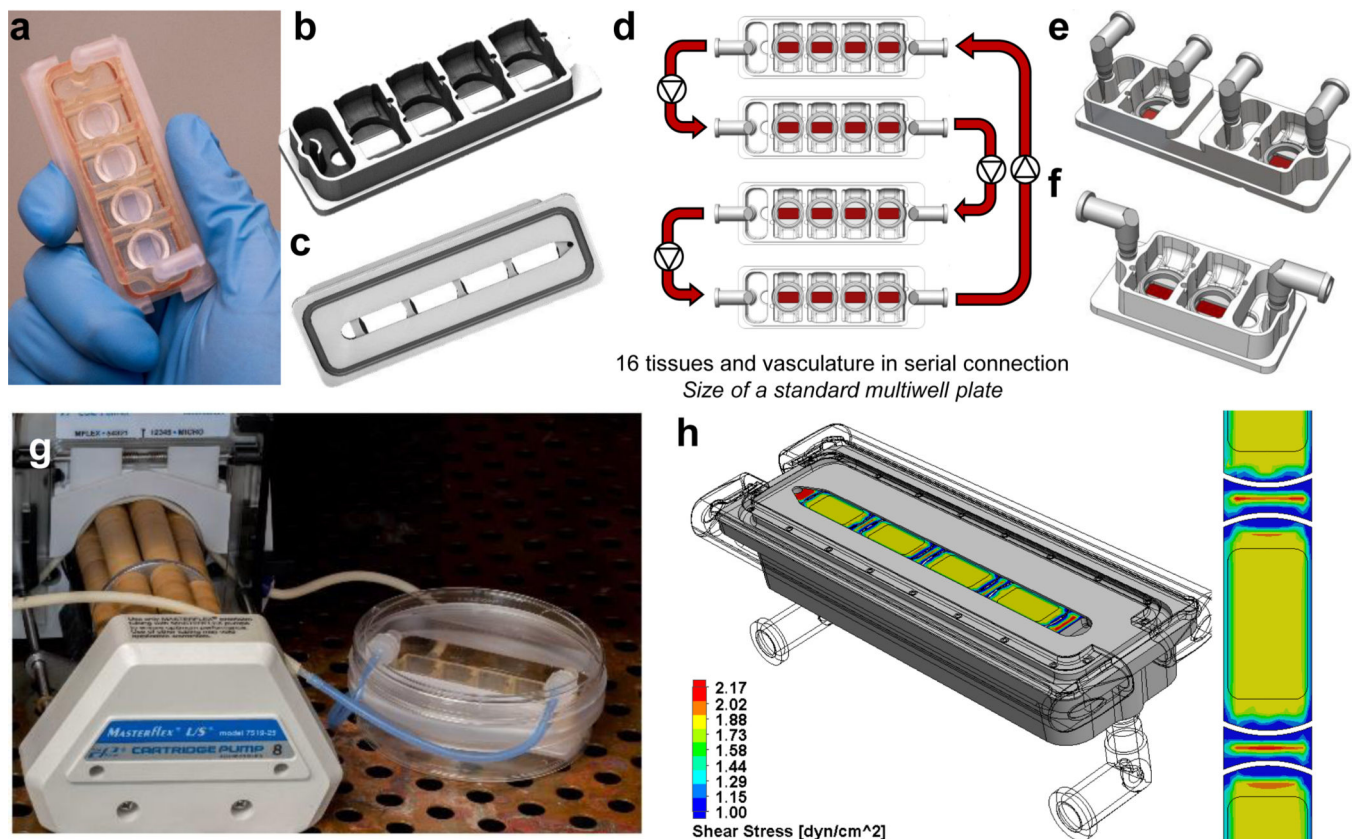 a
b
c
d
e
f
16 tissues and vasculature in serial connection
Size of a standard multiwell plate
g
MASTERFLEX™ L/S™ model 7519-25
CARTRIDGE PUMP 8
h
2.17
2.02
1.88
1.73
1.58
1.44
1.29
1.15
1.00
Shear Stress [dyn/cm^2]